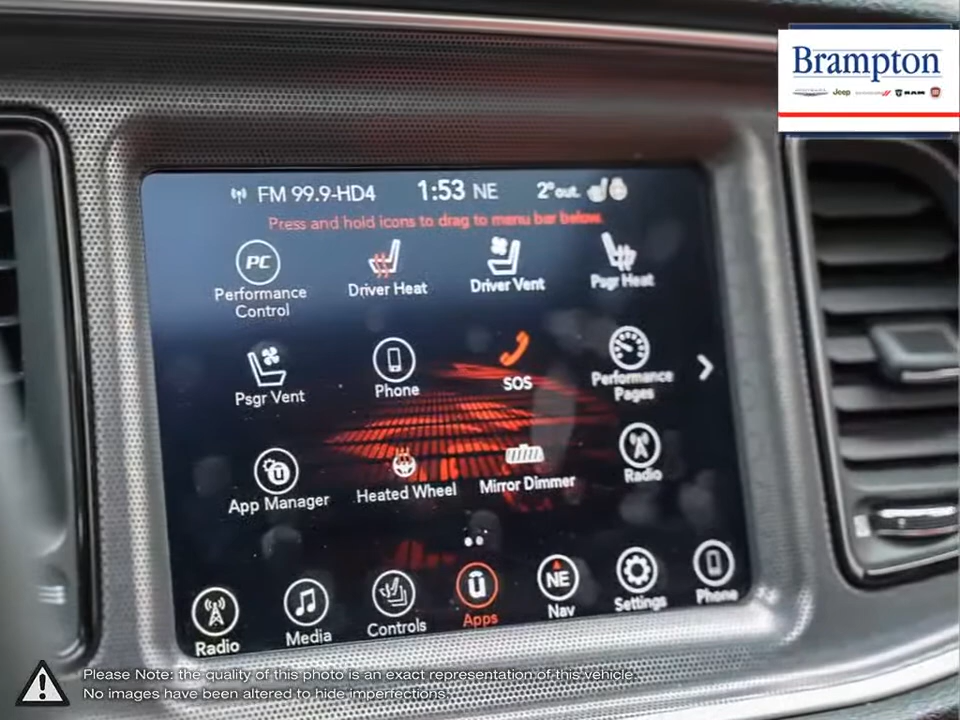 Brampton
Jeep RAM
FM 99.9-HD4 1:53 NE 2° out.
Press and hold icons to drag to menu bar below.
PC
Performance Control
Driver Heat
Driver Vent
Psgr Heat
Psgr Vent
Phone
SOS
Performance Pages
App Manager
Heated Wheel
Mirror Dimmer
Radio
NE
Radio Media Controls Apps Nav Settings Phone
Please Note: the quality of this photo is an exact representation of this vehicle.
No images have been altered to hide imperfections.